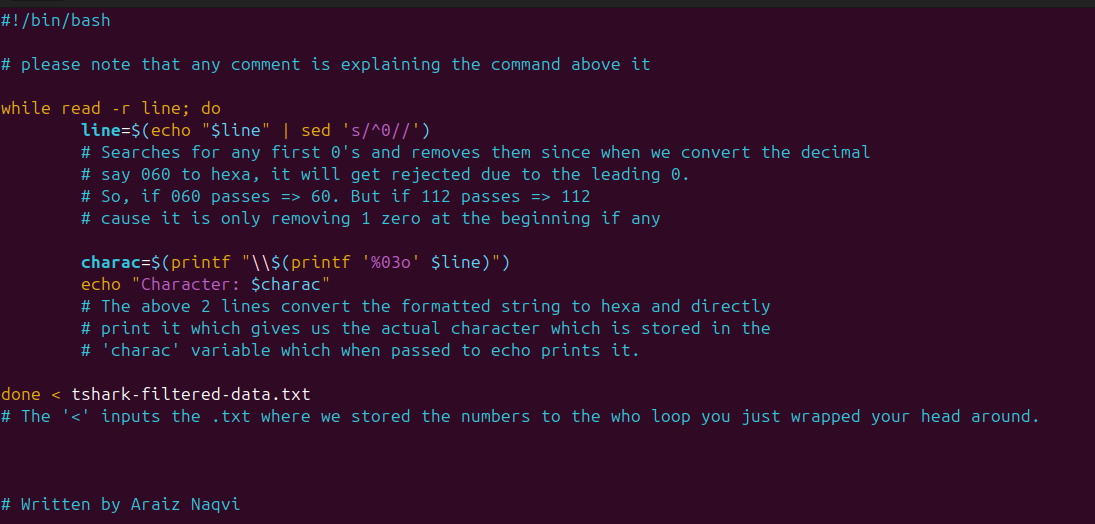 #!/bin/bash
# please note that any comment is explaining the command above it
while read -r line; do
line=$(echo "$line" | sed 's/^0//')
# Searches for any first 0's and removes them since when we convert the decimal
# say 060 to hexa, it will get rejected due to the leading 0.
# So, if 060 passes => 60. But if 112 passes => 112
# cause it is only removing 1 zero at the beginning if any
charac=$(printf "\\$(printf '%03o' $line)")
echo "Character: $charac"
# The above 2 lines convert the formatted string to hexa and directly
# print it which gives us the actual character which is stored in the
# 'charac' variable which when passed to echo prints it.
done < tshark-filtered-data.txt
# The '<' inputs the .txt where we stored the numbers to the who loop you just wrapped your head around.
# Written by Araiz Naqvi